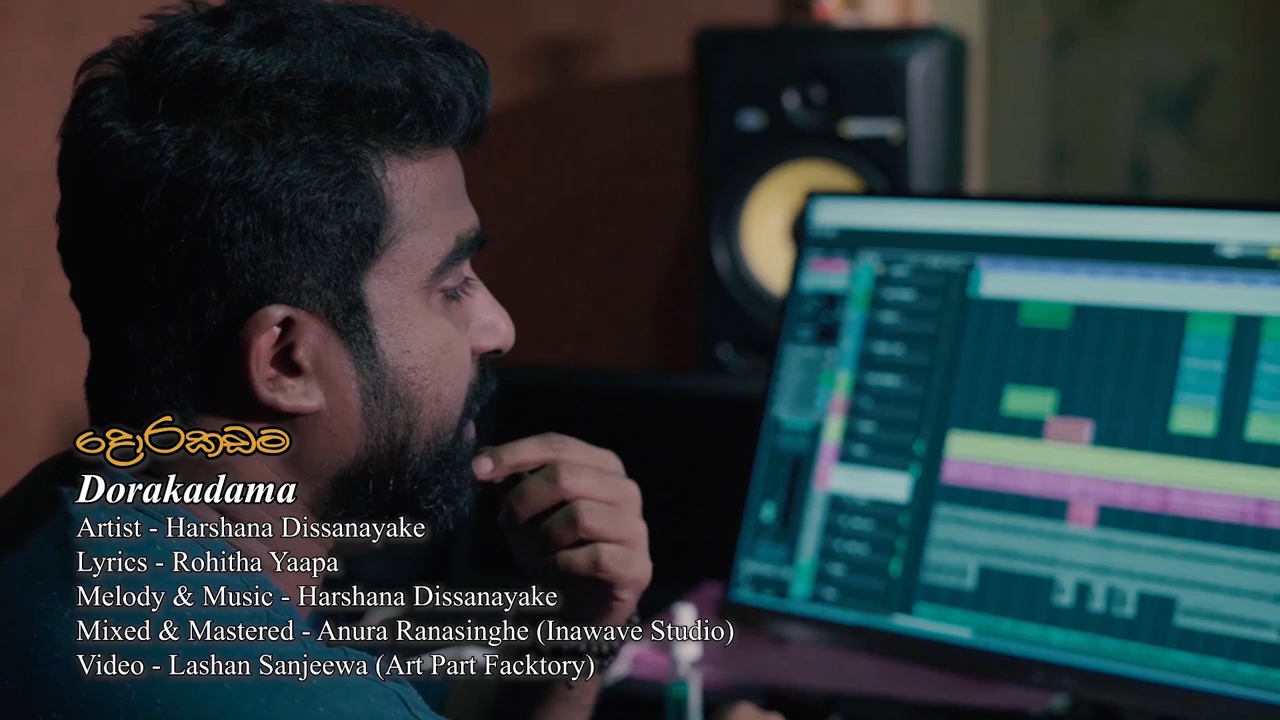 දොරකඩම
Dorakadama
Artist - Harshana Dissanayake
Lyrics - Rohitha Yaapa
Melody & Music - Harshana Dissanayake
Mixed & Mastered - Anura Ranasinghe (Inawave Studio)
Video - Lashan Sanjeewa (Art Part Facktory)